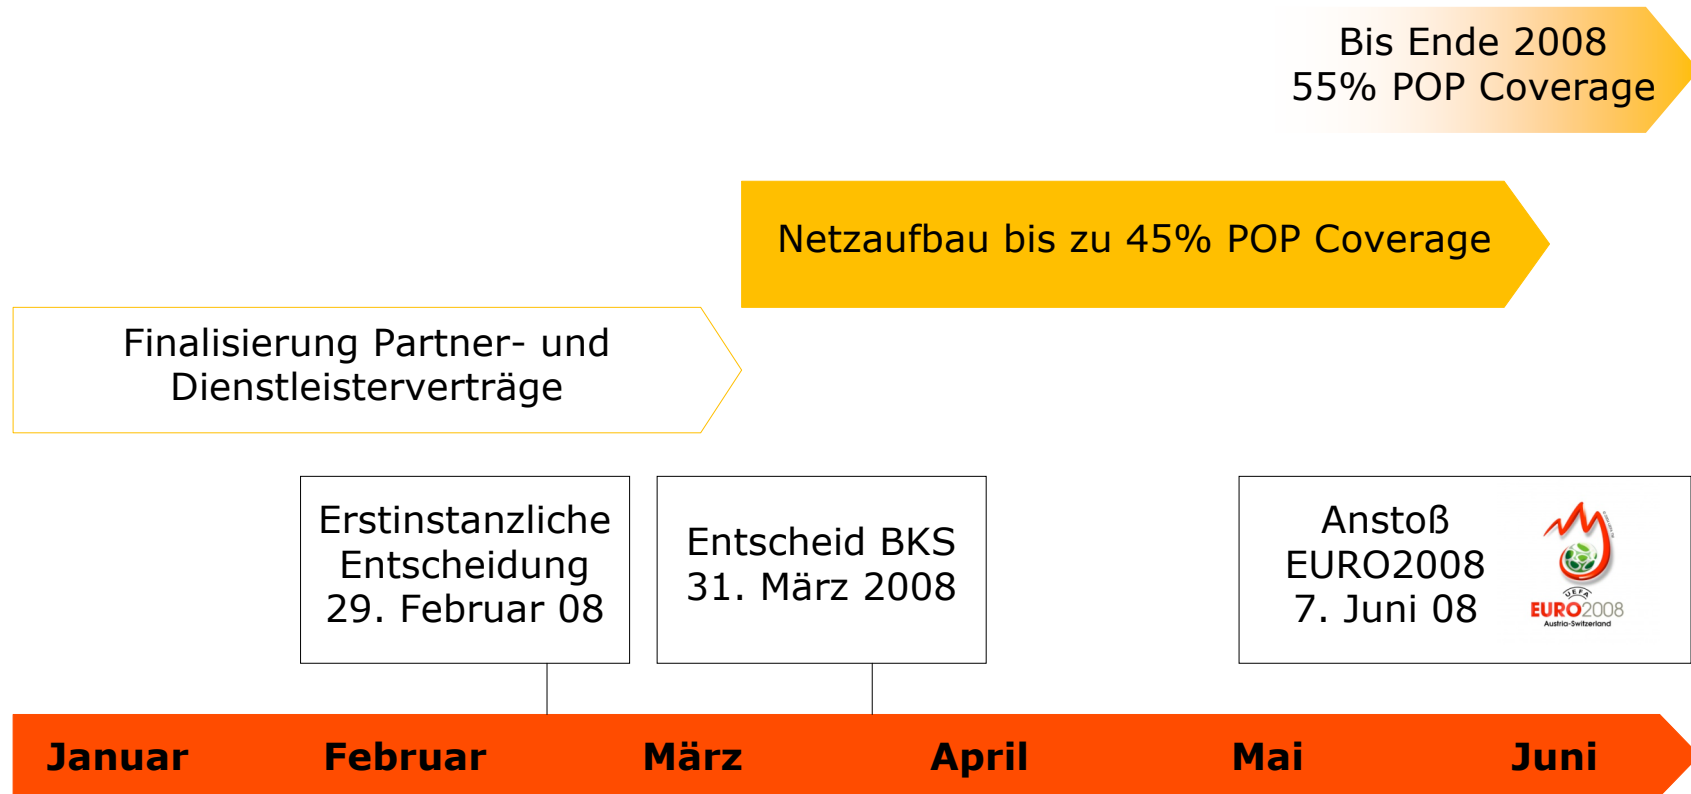 Bis Ende 2008
55% POP Coverage
Netzaufbau bis zu 45% POP Coverage
Finalisierung Partner- und
Dienstleisterverträge
Erstinstanzliche
Entscheidung
29. Februar 08
Entscheid BKS
31. März 2008
Anstoß
EURO2008
7. Juni 08
UEFA
EURO2008
Austria-Switzerland
Januar Februar März April Mai Juni